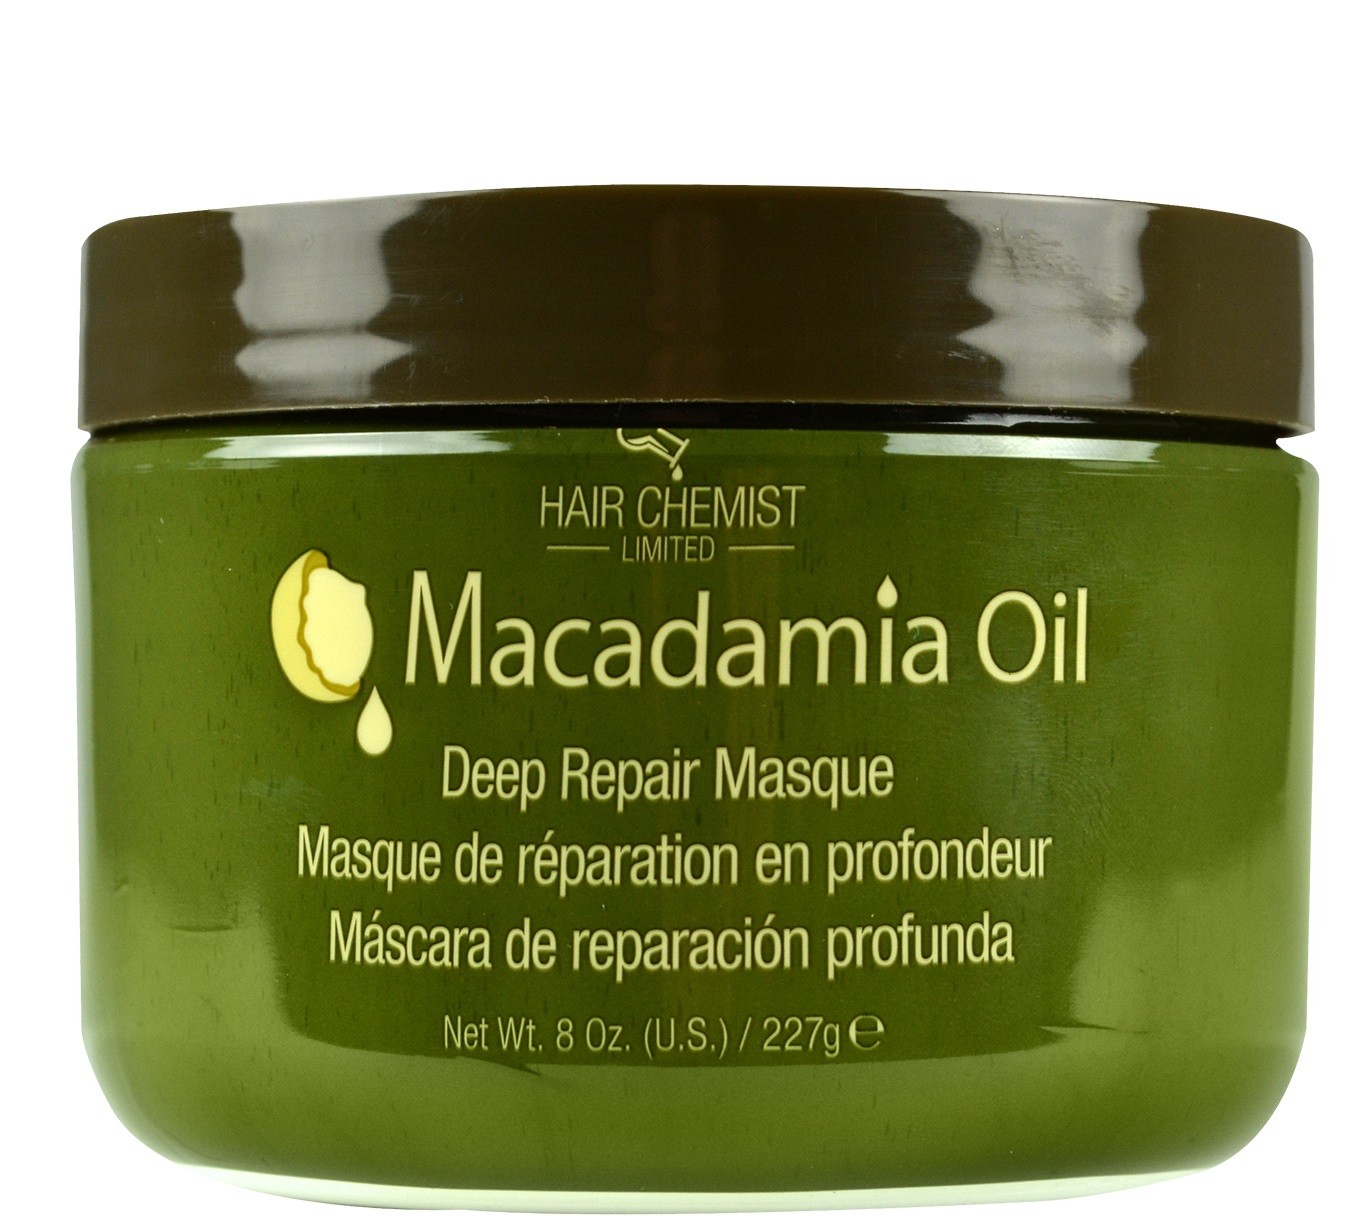 HAIR CHEMIST
LIMITED
Macadamia Oil
Deep Repair Masque
Masque de réparation en profondeur
Máscara de reparación profunda
Net Wt. 8 Oz. (U.S.) / 227g ℮